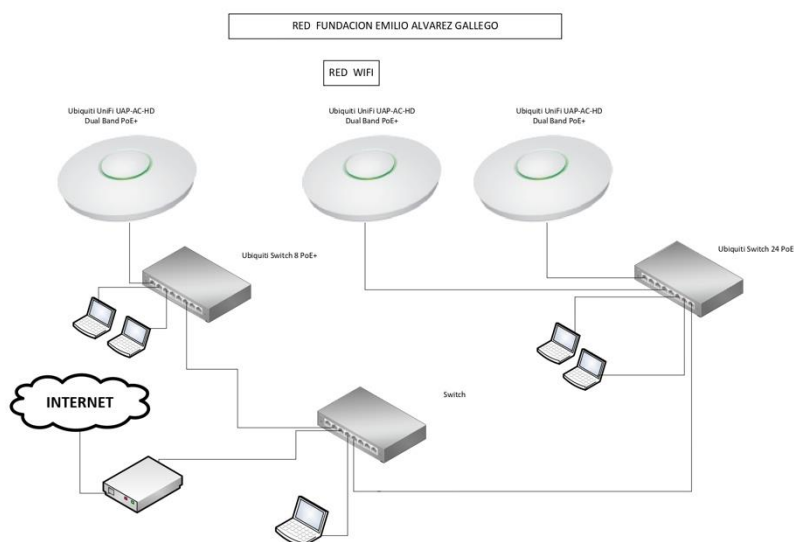 RED FUNDACION EMILIO ALVAREZ GALLEGO
RED WIFI
Ubiquiti UniFi UAP-AC-HD
Dual Band PoE+
Ubiquiti UniFi UAP-AC-HD
Dual Band PoE+
Ubiquiti UniFi UAP-AC-HD
Dual Band PoE+
Ubiquiti Switch 8 PoE+
Ubiquiti Switch 24 PoE
INTERNET
Switch